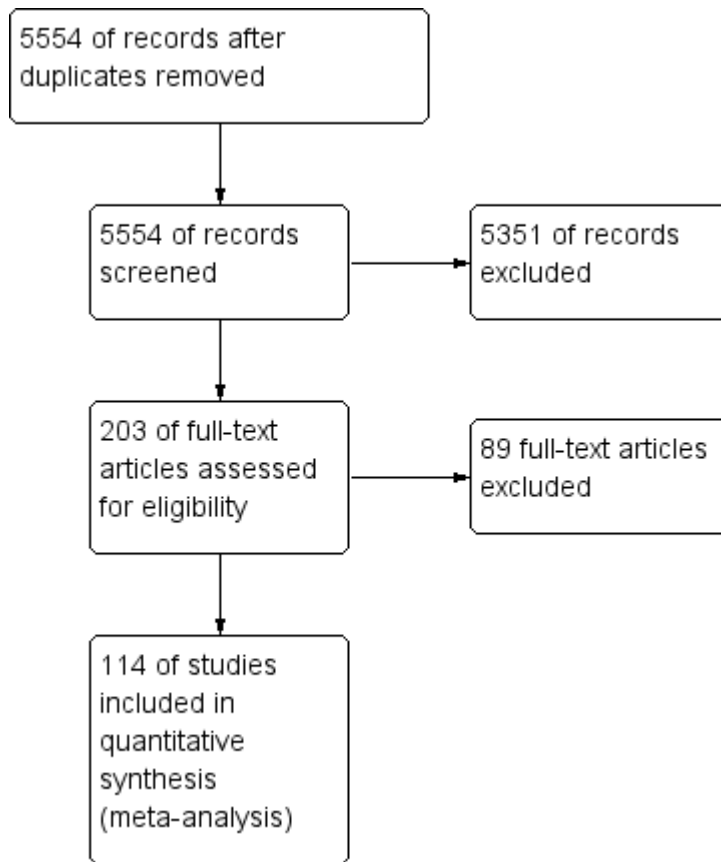 5554 of records after
duplicates removed
5554 of records
screened
5351 of records
excluded
203 of full-text
articles assessed
for eligibility
89 full-text articles
excluded
114 of studies
included in
quantitative
synthesis
(meta-analysis)